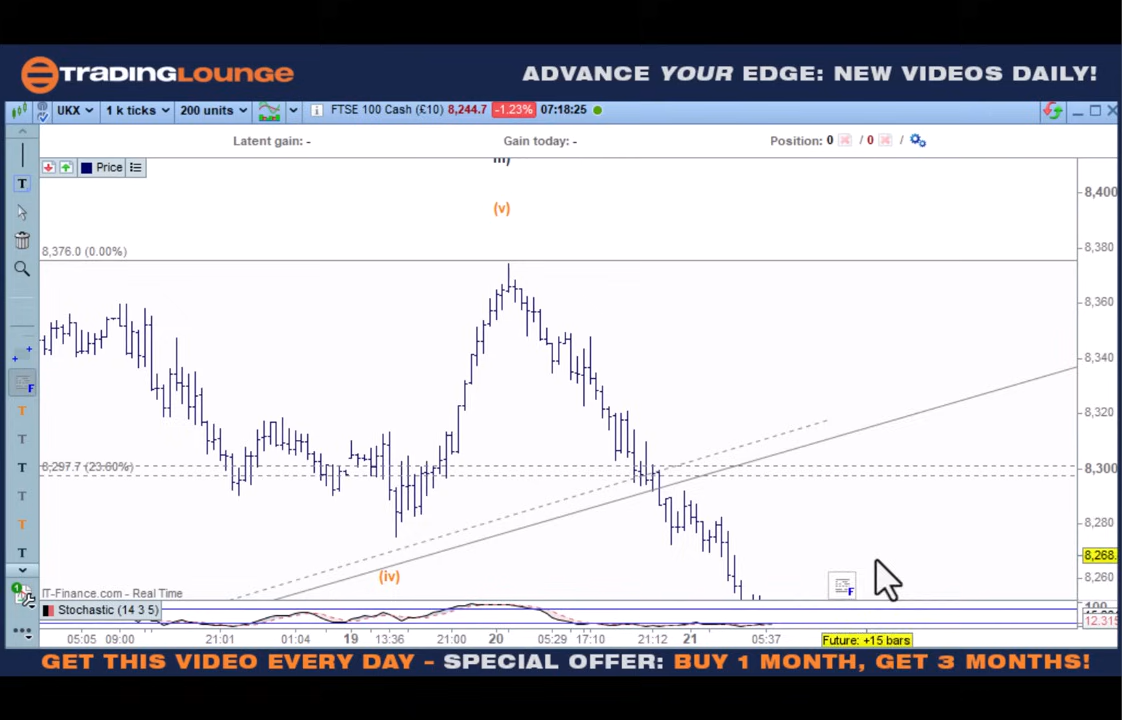 TRADINGLOUNGE
ADVANCE YOUR EDGE: NEW VIDEOS DAILY!
UKX 1 k ticks 200 units FTSE 100 Cash (£10) 8,244.7 -1.23% 07:18:25
Latent gain: - Gain today: - Position: 0 / 0 /
T Price
(v)
8,400
8,376.0 (0.00%)
8,380
8,360
8,340
8,320
8,297.7 (23.60%)
8,300
8,280
8,268.
8,260
(iv)
F
T
T
T
T
T
T
F
IT-Finance.com - Real Time
Stochastic (14 3 5)
100
12.315
05:05 09:00 21:01 01:04 19 13:36 21:00 20 05:29 17:10 21:12 21 05:37
Future: +15 bars
GET THIS VIDEO EVERY DAY - SPECIAL OFFER: BUY 1 MONTH, GET 3 MONTHS!